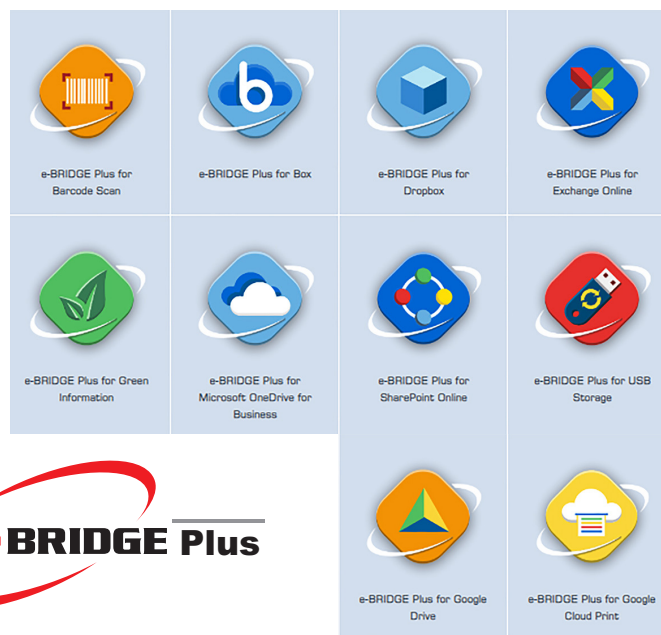 e-BRIDGE Plus for
Barcode Scan
e-BRIDGE Plus for Box
e-BRIDGE Plus for
Dropbox
e-BRIDGE Plus for
Exchange Online
e-BRIDGE Plus for Green
Information
e-BRIDGE Plus for
Microsoft OneDrive for
Business
e-BRIDGE Plus for
SharePoint Online
e-BRIDGE Plus for USB
Storage
BRIDGE Plus
e-BRIDGE Plus for Google
Drive
e-BRIDGE Plus for Google
Cloud Print